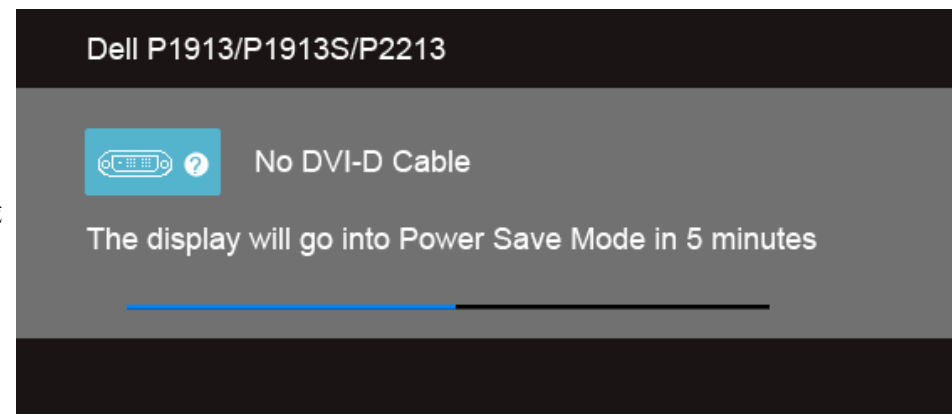 Dell P1913/P1913S/P2213
? No DVI-D Cable
The display will go into Power Save Mode in 5 minutes